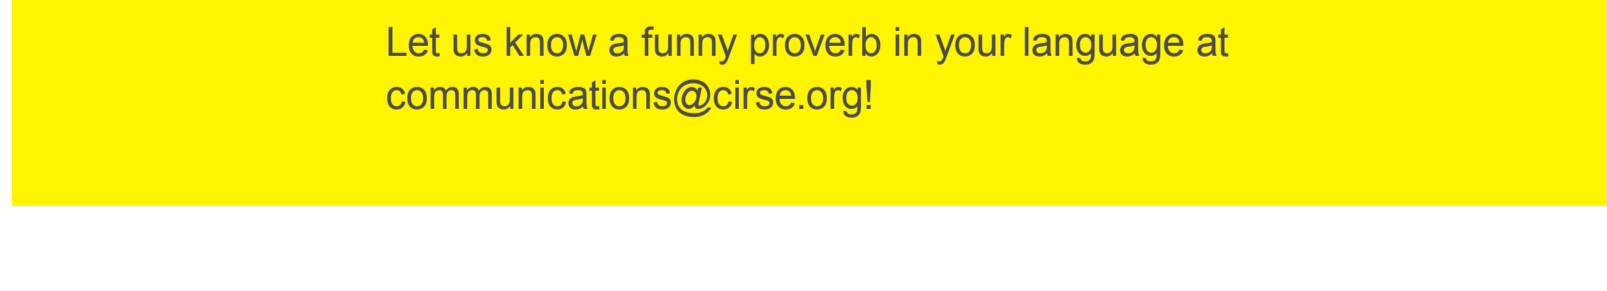 Let us know a funny proverb in your language at
communications@cirse.org!